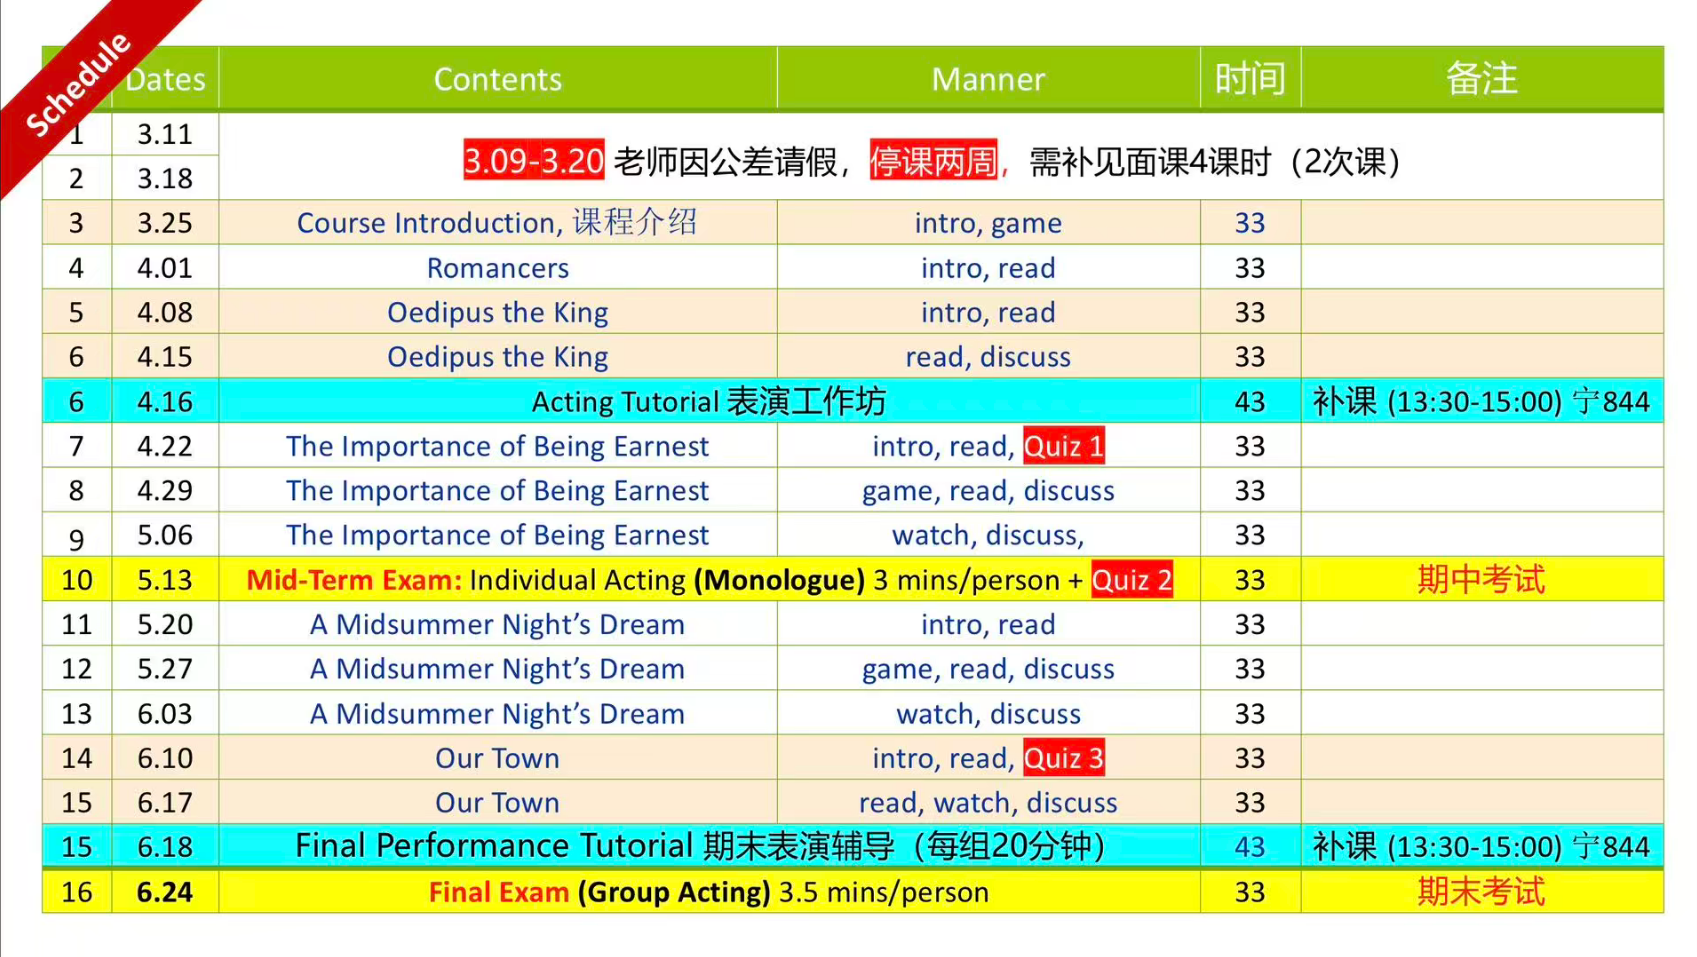 Schedule
Dates Contents Manner 时间 备注
1 3.11
3.09-3.20 老师因公差请假，停课两周，需补见面课4课时（2次课）
2 3.18
3 3.25 Course Introduction, 课程介绍 intro, game 33
4 4.01 Romancers intro, read 33
5 4.08 Oedipus the King intro, read 33
6 4.15 Oedipus the King read, discuss 33
6 4.16 Acting Tutorial 表演工作坊 43 补课 (13:30-15:00) 宁844
7 4.22 The Importance of Being Earnest intro, read, Quiz 1 33
8 4.29 The Importance of Being Earnest game, read, discuss 33
9 5.06 The Importance of Being Earnest watch, discuss, 33
10 5.13 Mid-Term Exam: Individual Acting (Monologue) 3 mins/person + Quiz 2 33 期中考试
11 5.20 A Midsummer Night’s Dream intro, read 33
12 5.27 A Midsummer Night’s Dream game, read, discuss 33
13 6.03 A Midsummer Night’s Dream watch, discuss 33
14 6.10 Our Town intro, read, Quiz 3 33
15 6.17 Our Town read, watch, discuss 33
15 6.18 Final Performance Tutorial 期末表演辅导（每组20分钟） 43 补课 (13:30-15:00) 宁844
16 6.24 Final Exam (Group Acting) 3.5 mins/person 33 期末考试